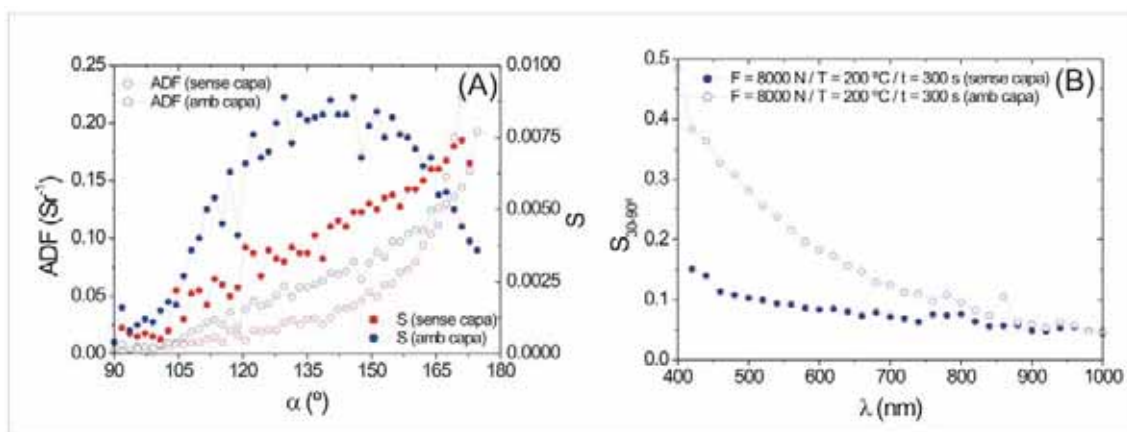 (A)
ADF (sense capa)
ADF (amb capa)
S (sense capa)
S (amb capa)
0.25
0.20
0.15
0.10
0.05
0.00
ADF (Sr-1)
0.0100
0.0075
0.0050
0.0025
0.0000
S
90 105 120 135 150 165 180
α (º)
(B)
F = 8000 N / T = 200 ºC / t = 300 s (sense capa)
F = 8000 N / T = 200 ºC / t = 300 s (amb capa)
0.5
0.4
0.3
0.2
0.1
0.0
S30-90º
400 500 600 700 800 900 1000
λ (nm)